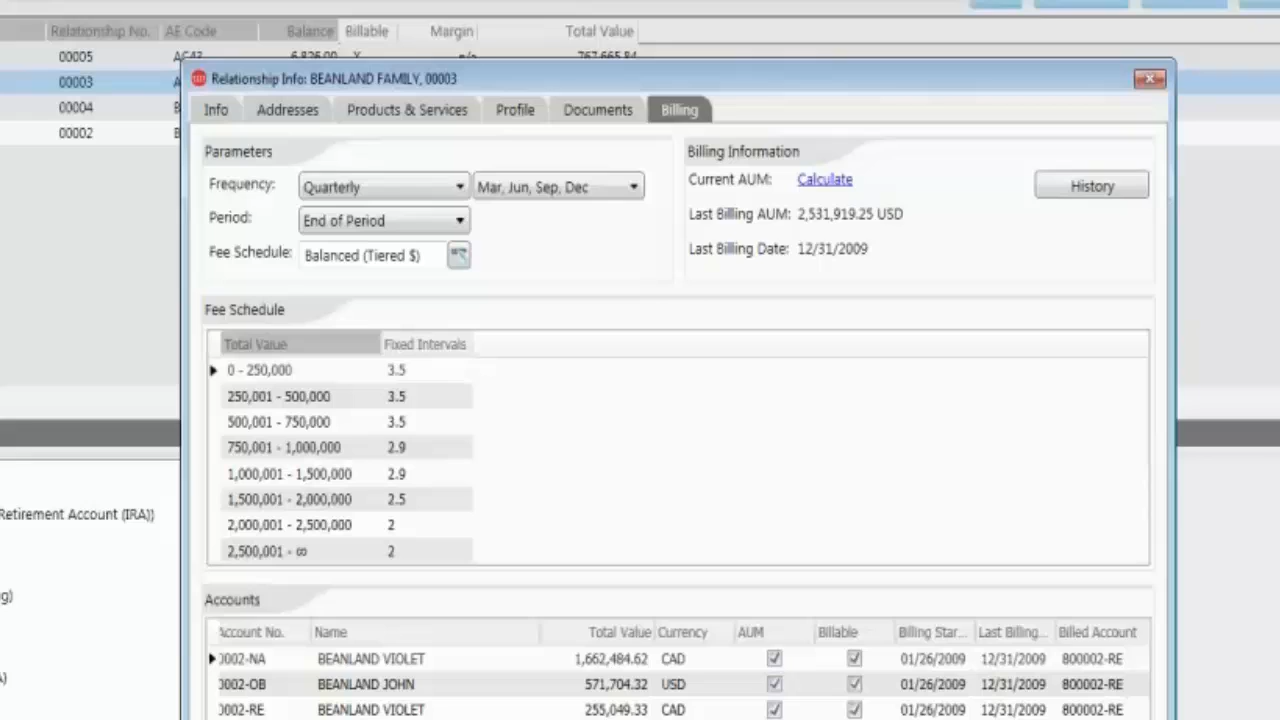 Relationship No. AE Code Balance Billable Margin Total Value
00005 AC43 6,826.09 Y n/a 767,665.84
00003 A
00004 B
00002 B
Relationship Info: BEANLAND FAMILY, 00003
Info Addresses Products & Services Profile Documents Billing
Parameters
Frequency: Quarterly Mar, Jun, Sep, Dec
Period: End of Period
Fee Schedule: Balanced (Tiered $)
Billing Information
Current AUM: Calculate
History
Last Billing AUM: 2,531,919.25 USD
Last Billing Date: 12/31/2009
Fee Schedule
Total Value Fixed Intervals
0 - 250,000 3.5
250,001 - 500,000 3.5
500,001 - 750,000 3.5
750,001 - 1,000,000 2.9
1,000,001 - 1,500,000 2.9
1,500,001 - 2,000,000 2.5
2,000,001 - 2,500,000 2
2,500,001 - ∞ 2
Retirement Account (IRA))
g)
A)
Accounts
Account No. Name Total Value Currency AUM Billable Billing Star... Last Billing... Billed Account
0002-NA BEANLAND VIOLET 1,662,484.62 CAD 01/26/2009 12/31/2009 800002-RE
0002-OB BEANLAND JOHN 571,704.32 USD 01/26/2009 12/31/2009 800002-RE
0002-RE BEANLAND VIOLET 255,049.33 CAD 01/26/2009 12/31/2009 800002-RE